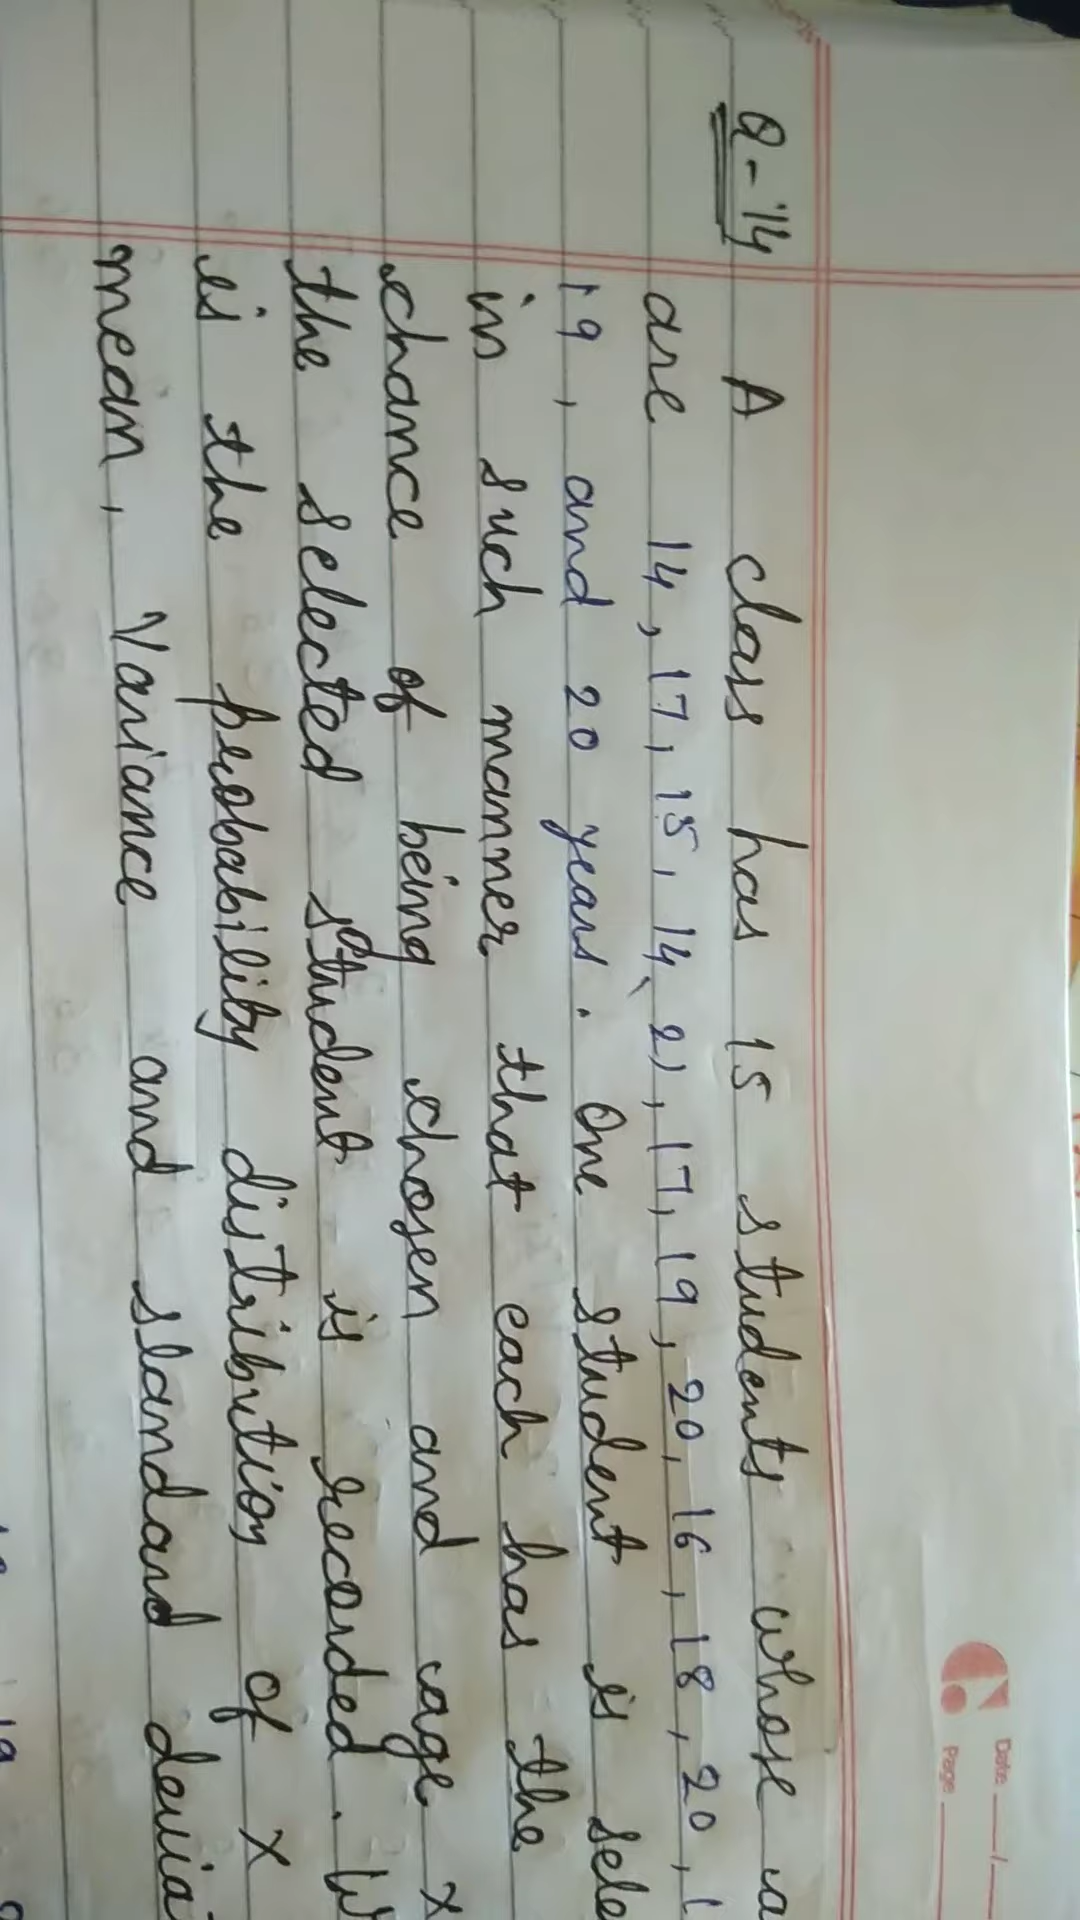 Date
Page
Q-14 A class has 15 students whose a
are 14, 17, 15, 14, 21, 17, 19, 20, 16, 18, 20, 1
19, and 20 years. One student is sele
in such manner that each has the
chance of being chosen and age X
of
the selected student is recorded. W
is the probability distribution of X
mean, Variance and standard devia